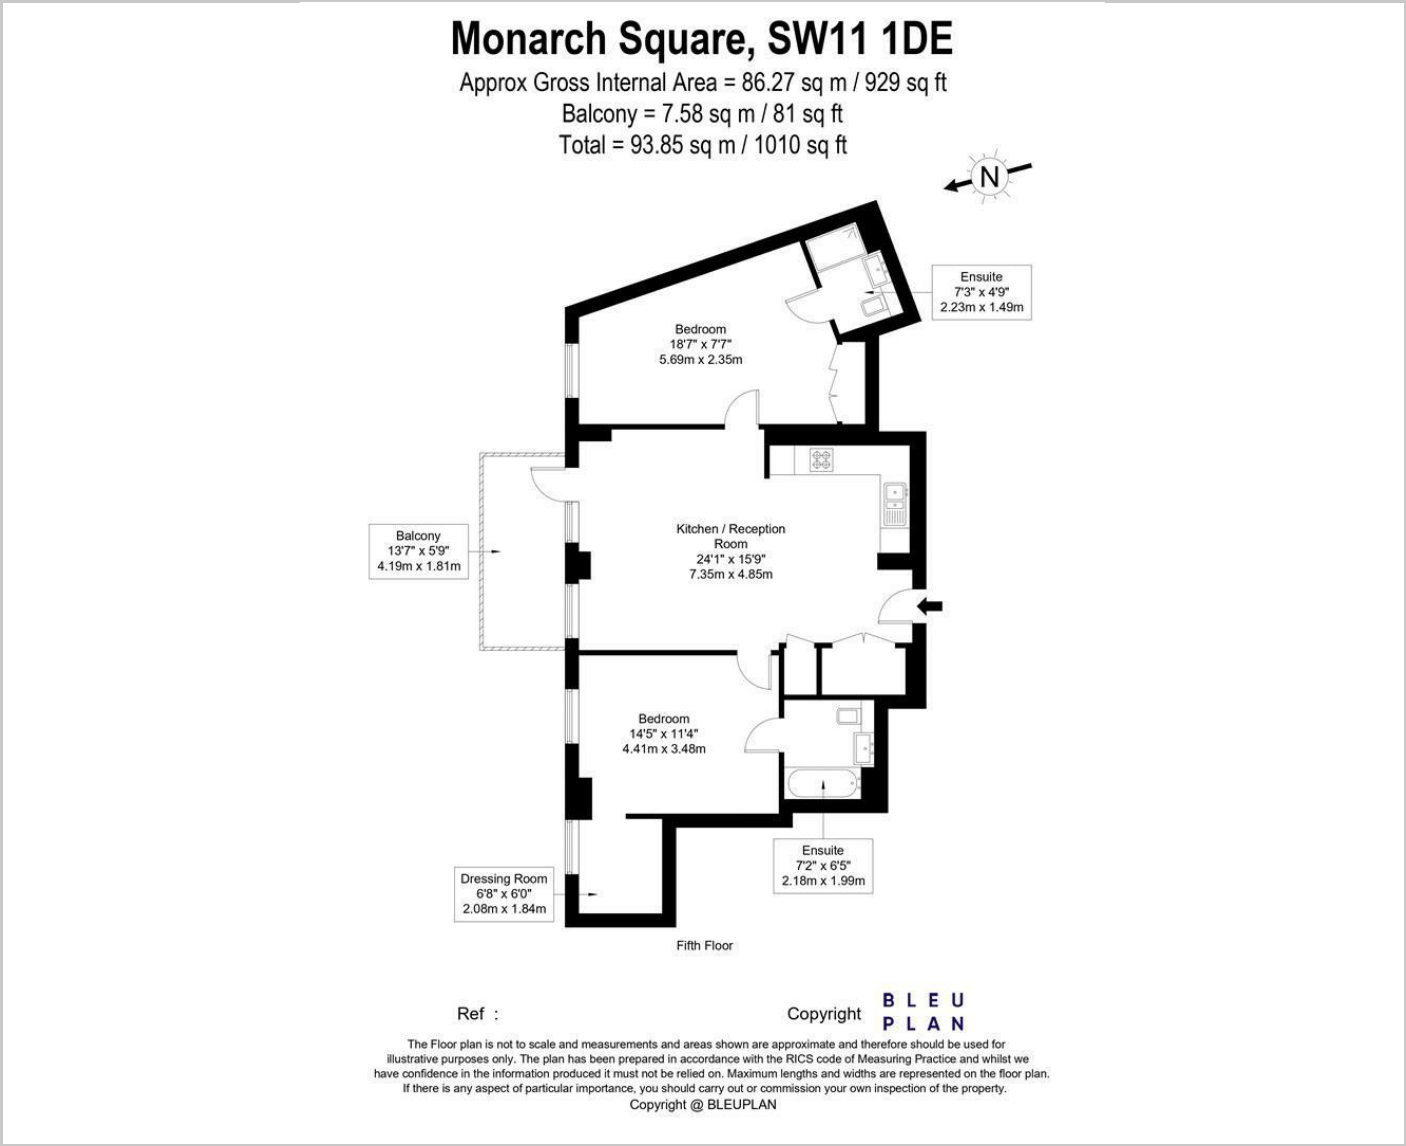 Monarch Square, SW11 1DE
Approx Gross Internal Area = 86.27 sq m / 929 sq ft
Balcony = 7.58 sq m / 81 sq ft
Total = 93.85 sq m / 1010 sq ft
N
Ensuite
7'3" x 4'9"
2.23m x 1.49m
Bedroom
18'7" x 7'7"
5.69m x 2.35m
Balcony
13'7" x 5'9"
4.19m x 1.81m
Kitchen / Reception
Room
24'1" x 15'9"
7.35m x 4.85m
Bedroom
14'5" x 11'4"
4.41m x 3.48m
Ensuite
7'2" x 6'5"
2.18m x 1.99m
Dressing Room
6'8" x 6'0"
2.08m x 1.84m
Fifth Floor
Ref :
Copyright
BLEU
PLAN
The Floor plan is not to scale and measurements and areas shown are approximate and therefore should be used for
illustrative purposes only. The plan has been prepared in accordance with the RICS code of Measuring Practice and whilst we
have confidence in the information produced it must not be relied on. Maximum lengths and widths are represented on the floor plan.
If there is any aspect of particular importance, you should carry out or commission your own inspection of the property.
Copyright @ BLEUPLAN